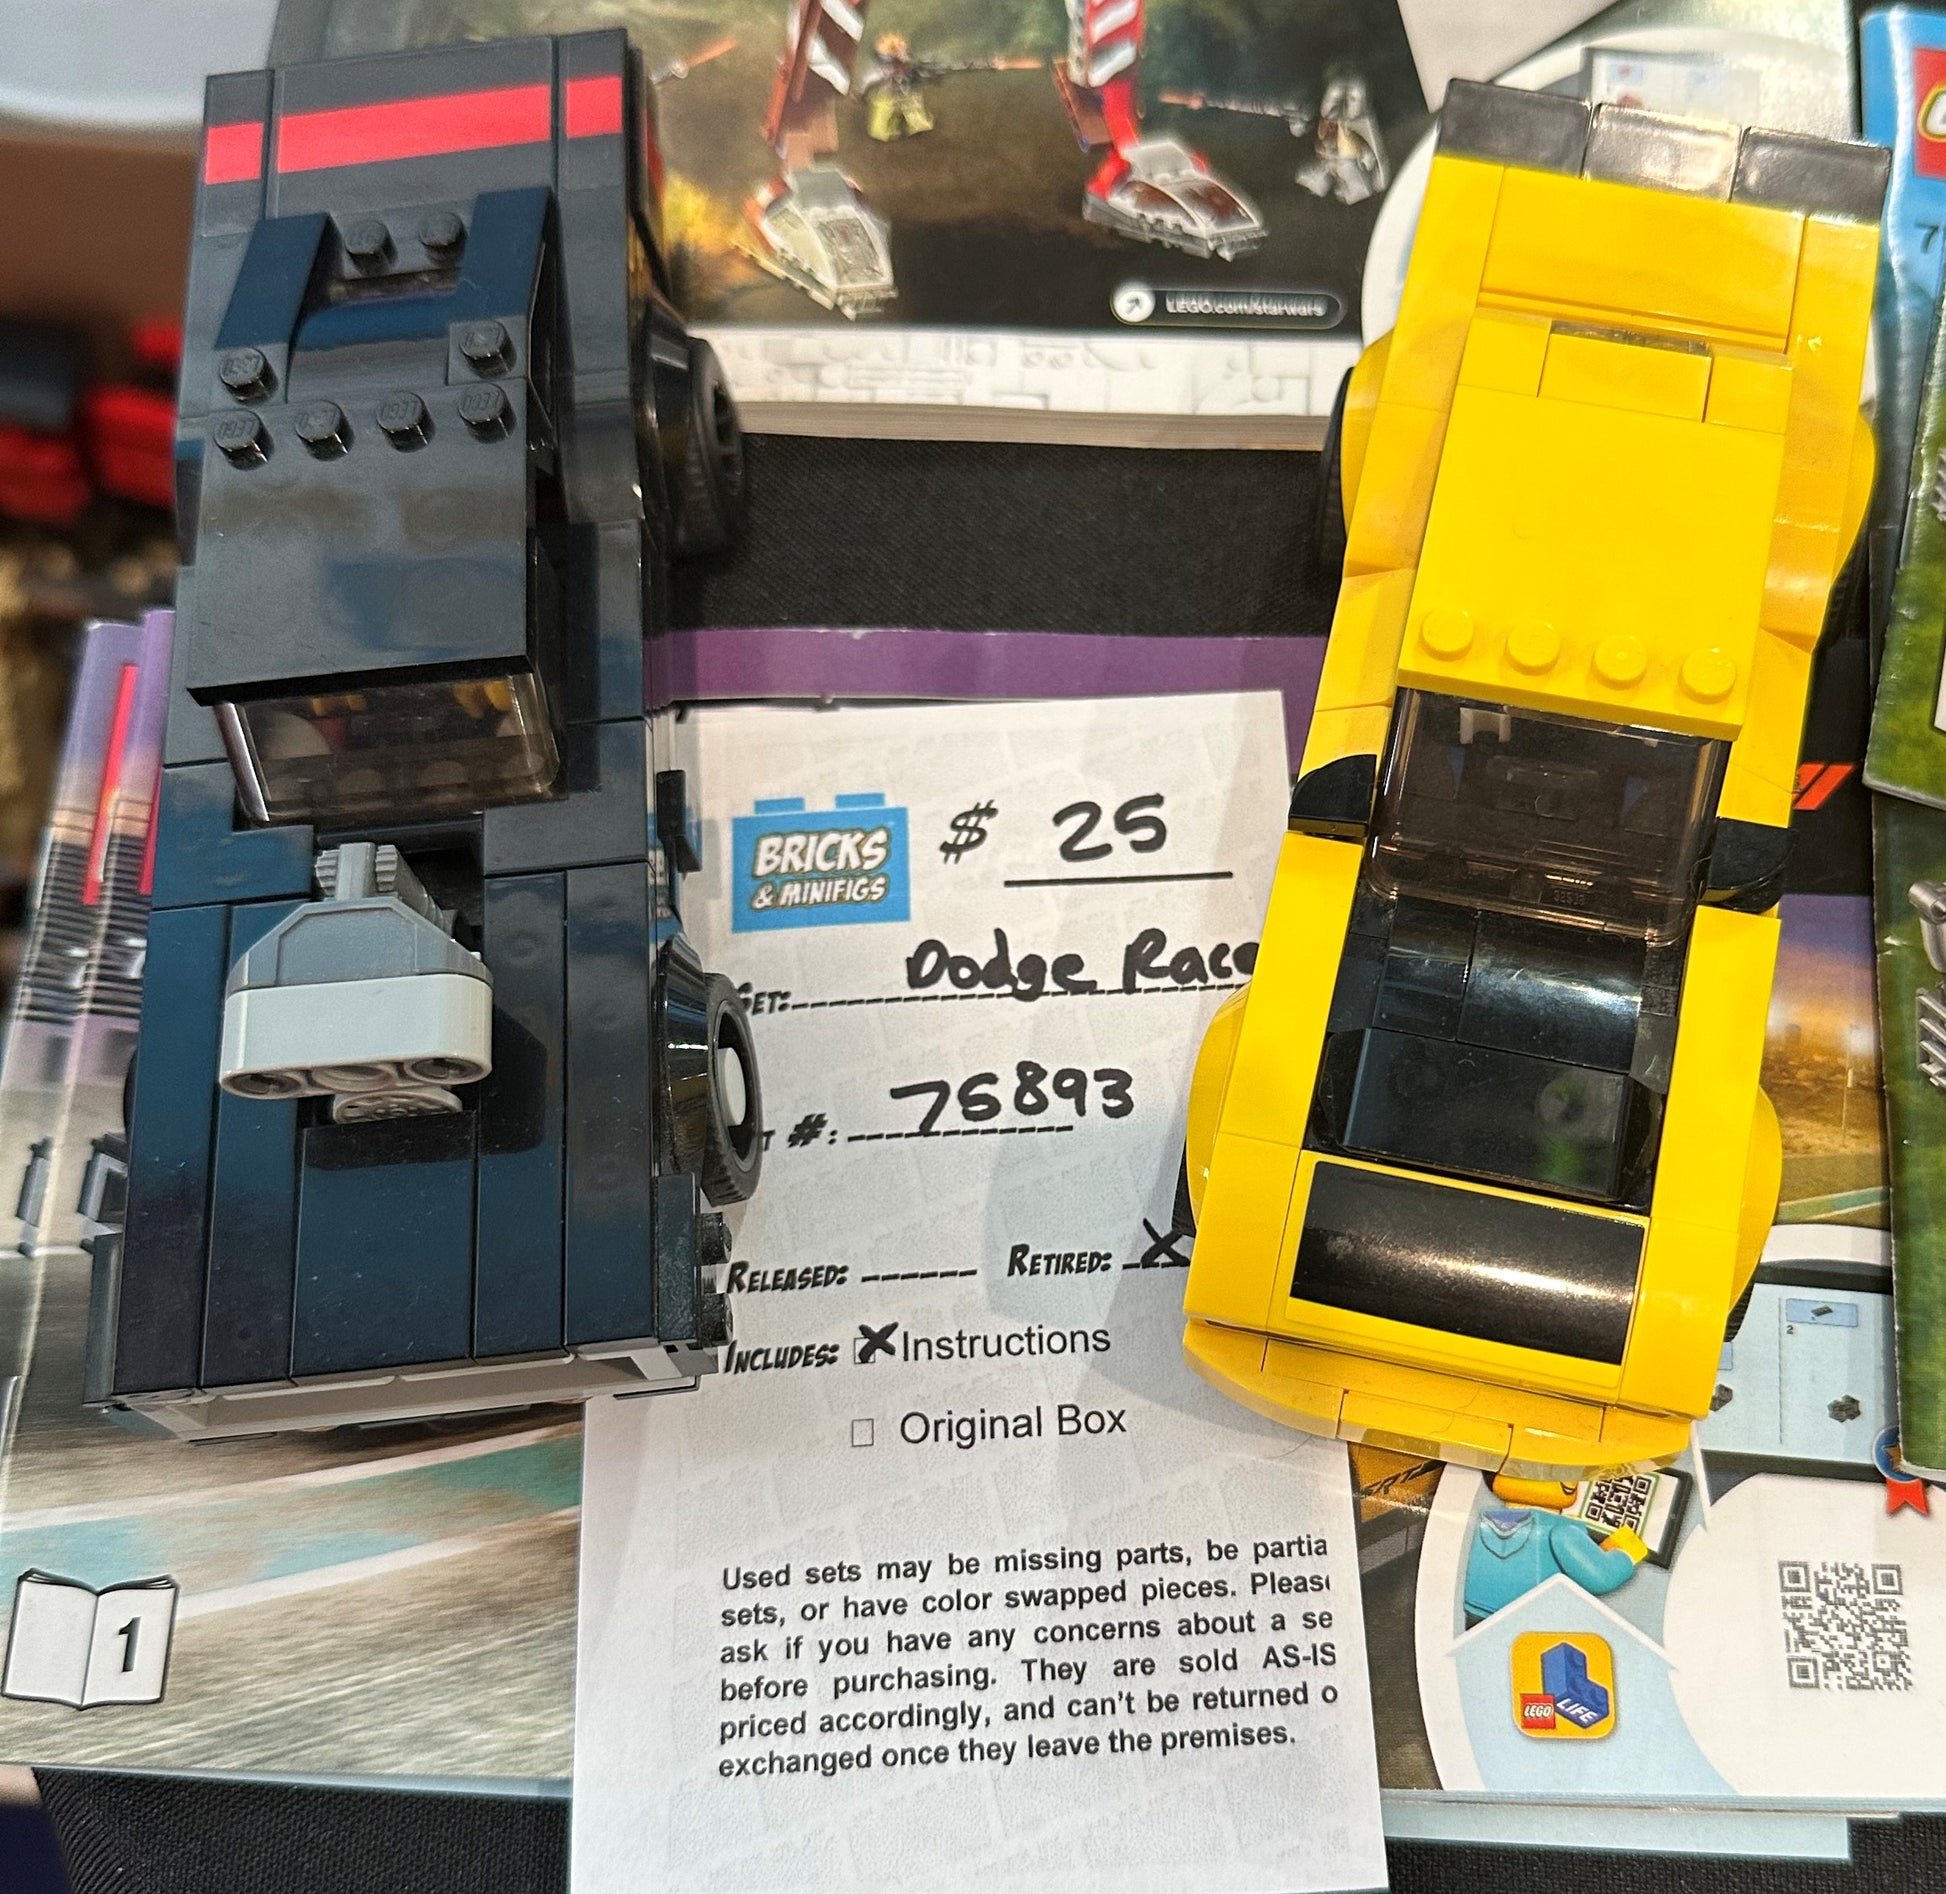 LEGO.com/starwars
7
BRICKS
& MINIFIGS
$ 25
SET: Dodge Race
T #: 75893
RELEASED: RETIRED: X
INCLUDES: X Instructions
Original Box
Used sets may be missing parts, be partia
sets, or have color swapped pieces. Pleas
ask if you have any concerns about a se
before purchasing. They are sold AS-IS
priced accordingly, and can't be returned o
exchanged once they leave the premises.
1
2
LEGO LIFE